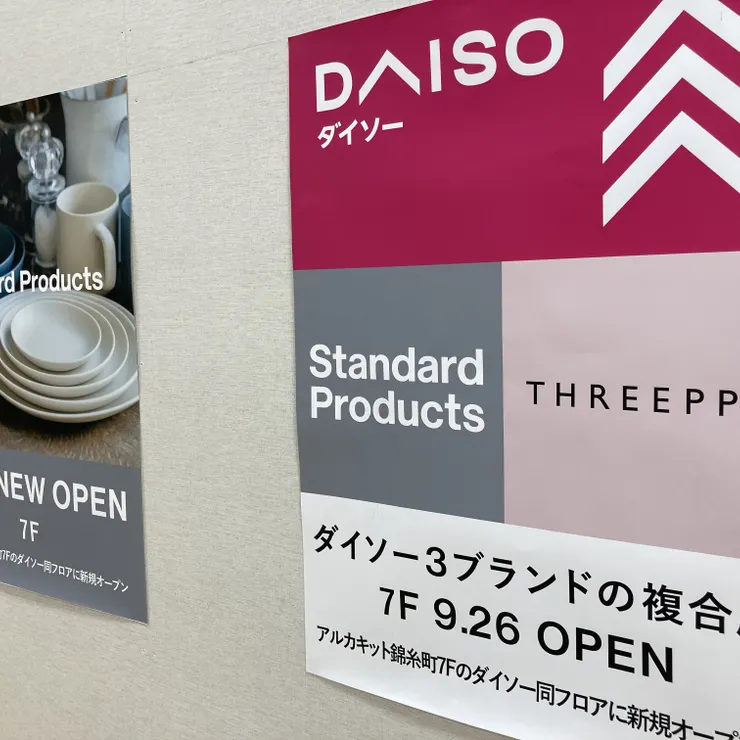 Products
NEW OPEN
7F
7Fのダイソー同フロアに新規オープン
DAISO
ダイソー
Standard
Products
THREEPP
ダイソー3ブランドの複合
7F 9.26 OPEN
アルカキット錦糸町7Fのダイソー同フロアに新規オープ